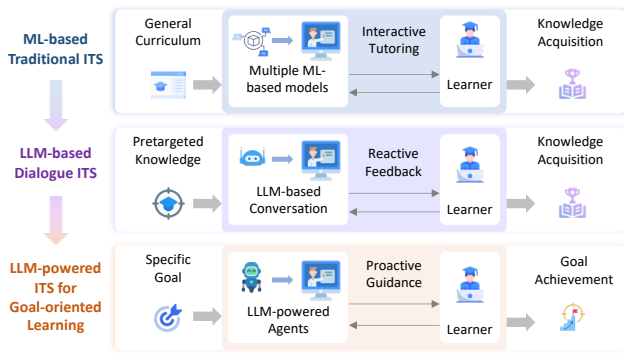 ML-based
Traditional ITS
General
Curriculum
Multiple ML-
based models
Interactive
Tutoring
Learner
Knowledge
Acquisition
LLM-based
Dialogue ITS
Pretargeted
Knowledge
LLM-based
Conversation
Reactive
Feedback
Learner
Knowledge
Acquisition
LLM-powered
ITS for
Goal-oriented
Learning
Specific
Goal
LLM-powered
Agents
Proactive
Guidance
Learner
Goal
Achievement